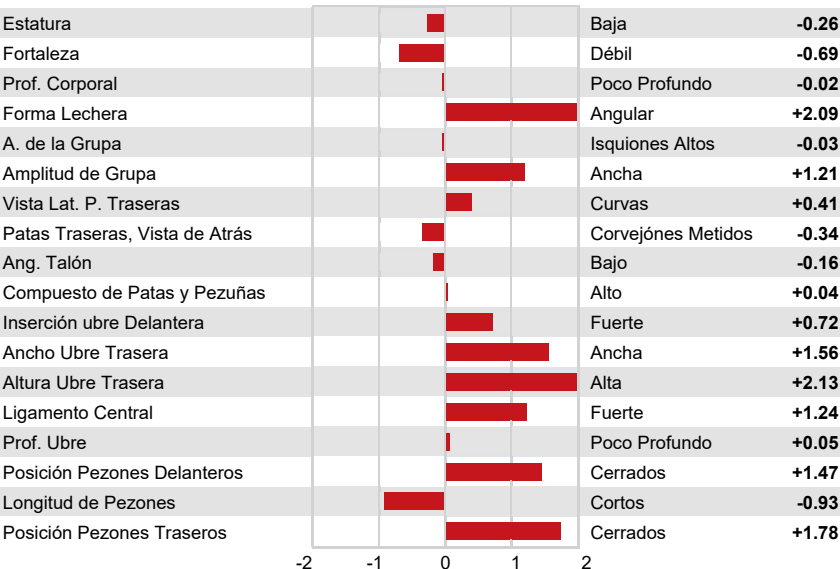 Estatura Baja -0.26
Fortaleza Débil -0.69
Prof. Corporal Poco Profundo -0.02
Forma Lechera Angular +2.09
A. de la Grupa Isquiones Altos -0.03
Amplitud de Grupa Ancha +1.21
Vista Lat. P. Traseras Curvas +0.41
Patas Traseras, Vista de Atrás Corvejónes Metidos -0.34
Ang. Talón Bajo -0.16
Compuesto de Patas y Pezuñas Alto +0.04
Inserción ubre Delantera Fuerte +0.72
Ancho Ubre Trasera Ancha +1.56
Altura Ubre Trasera Alta +2.13
Ligamento Central Fuerte +1.24
Prof. Ubre Poco Profundo +0.05
Posición Pezones Delanteros Cerrados +1.47
Longitud de Pezones Cortos -0.93
Posición Pezones Traseros Cerrados +1.78
-2 -1 0 1 2